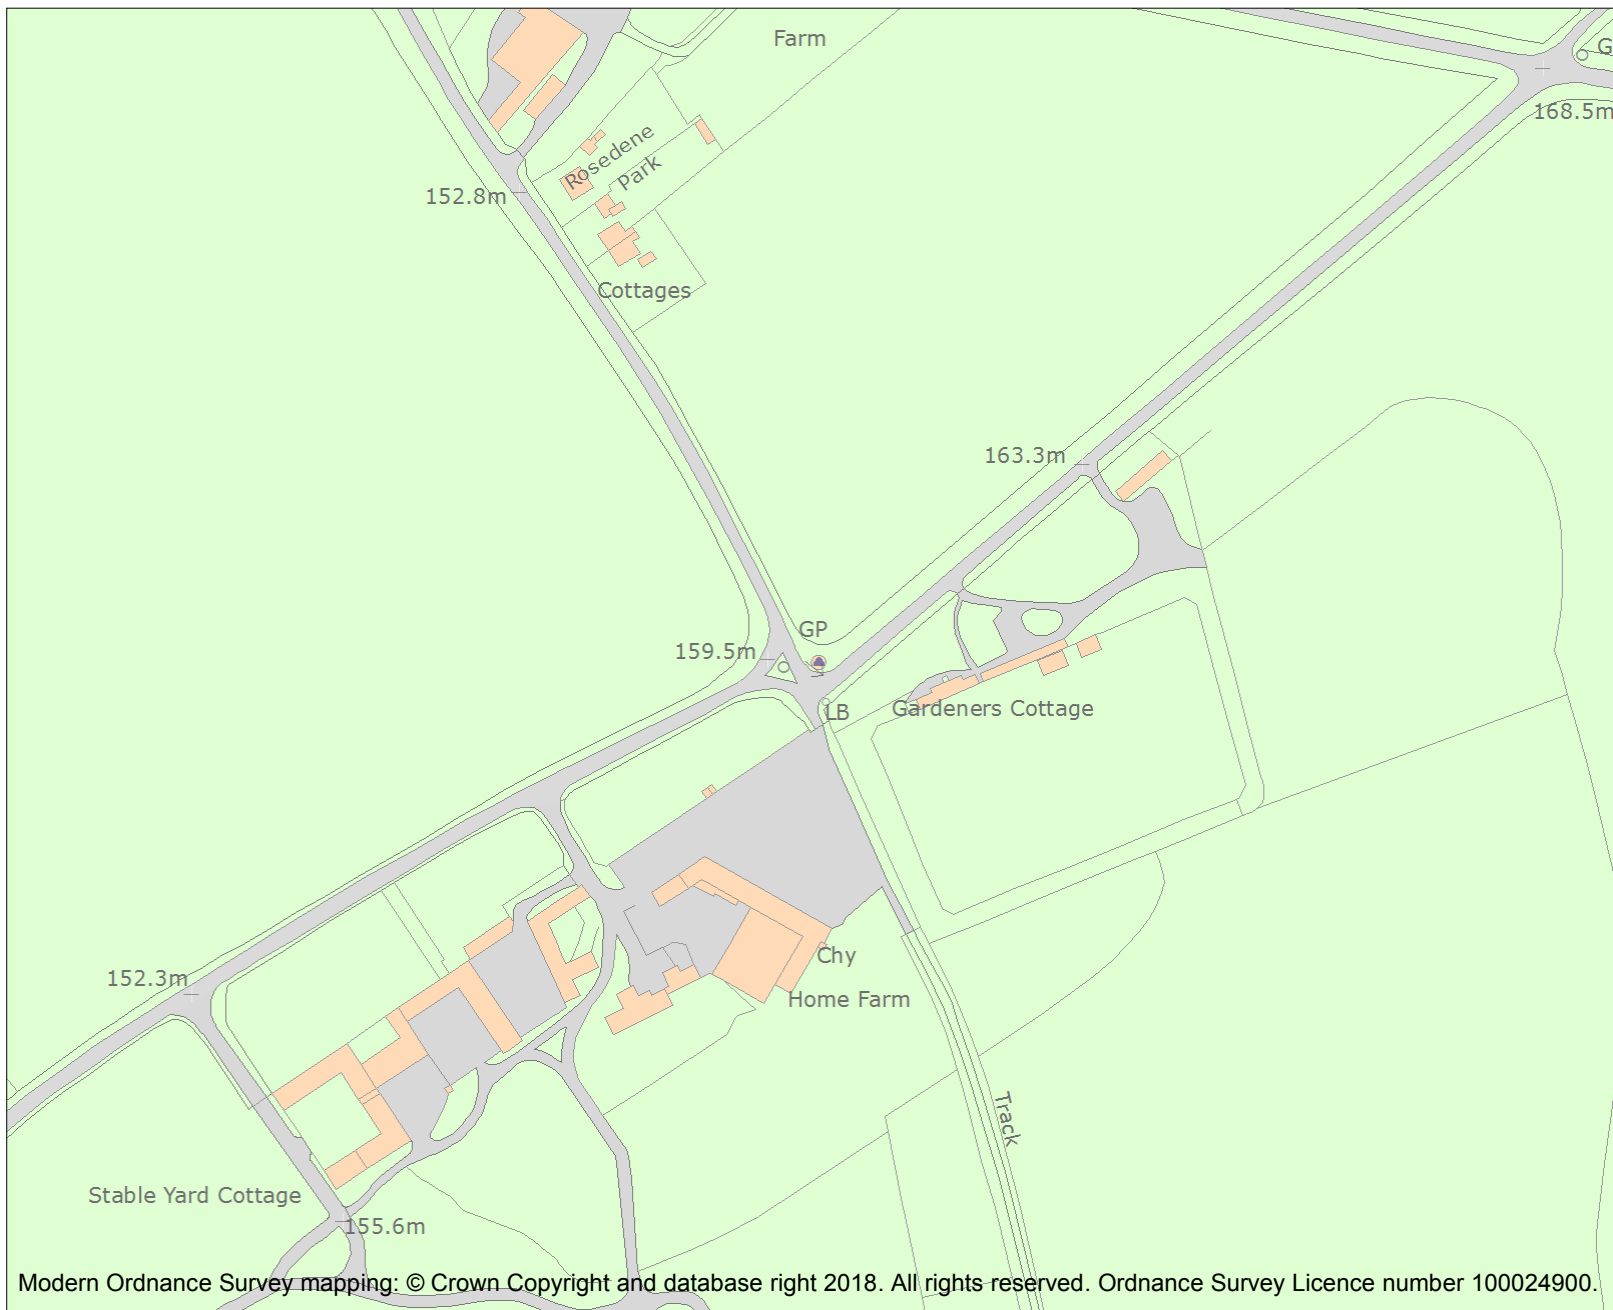 Farm
G
168.5m
Rosedene
Park
152.8m
Cottages
163.3m
GP
159.5m
LB
Gardeners Cottage
Chy
152.3m
Home Farm
Track
Stable Yard Cottage
155.6m
Modern Ordnance Survey mapping: © Crown Copyright and database right 2018. All rights reserved. Ordnance Survey Licence number 100024900.